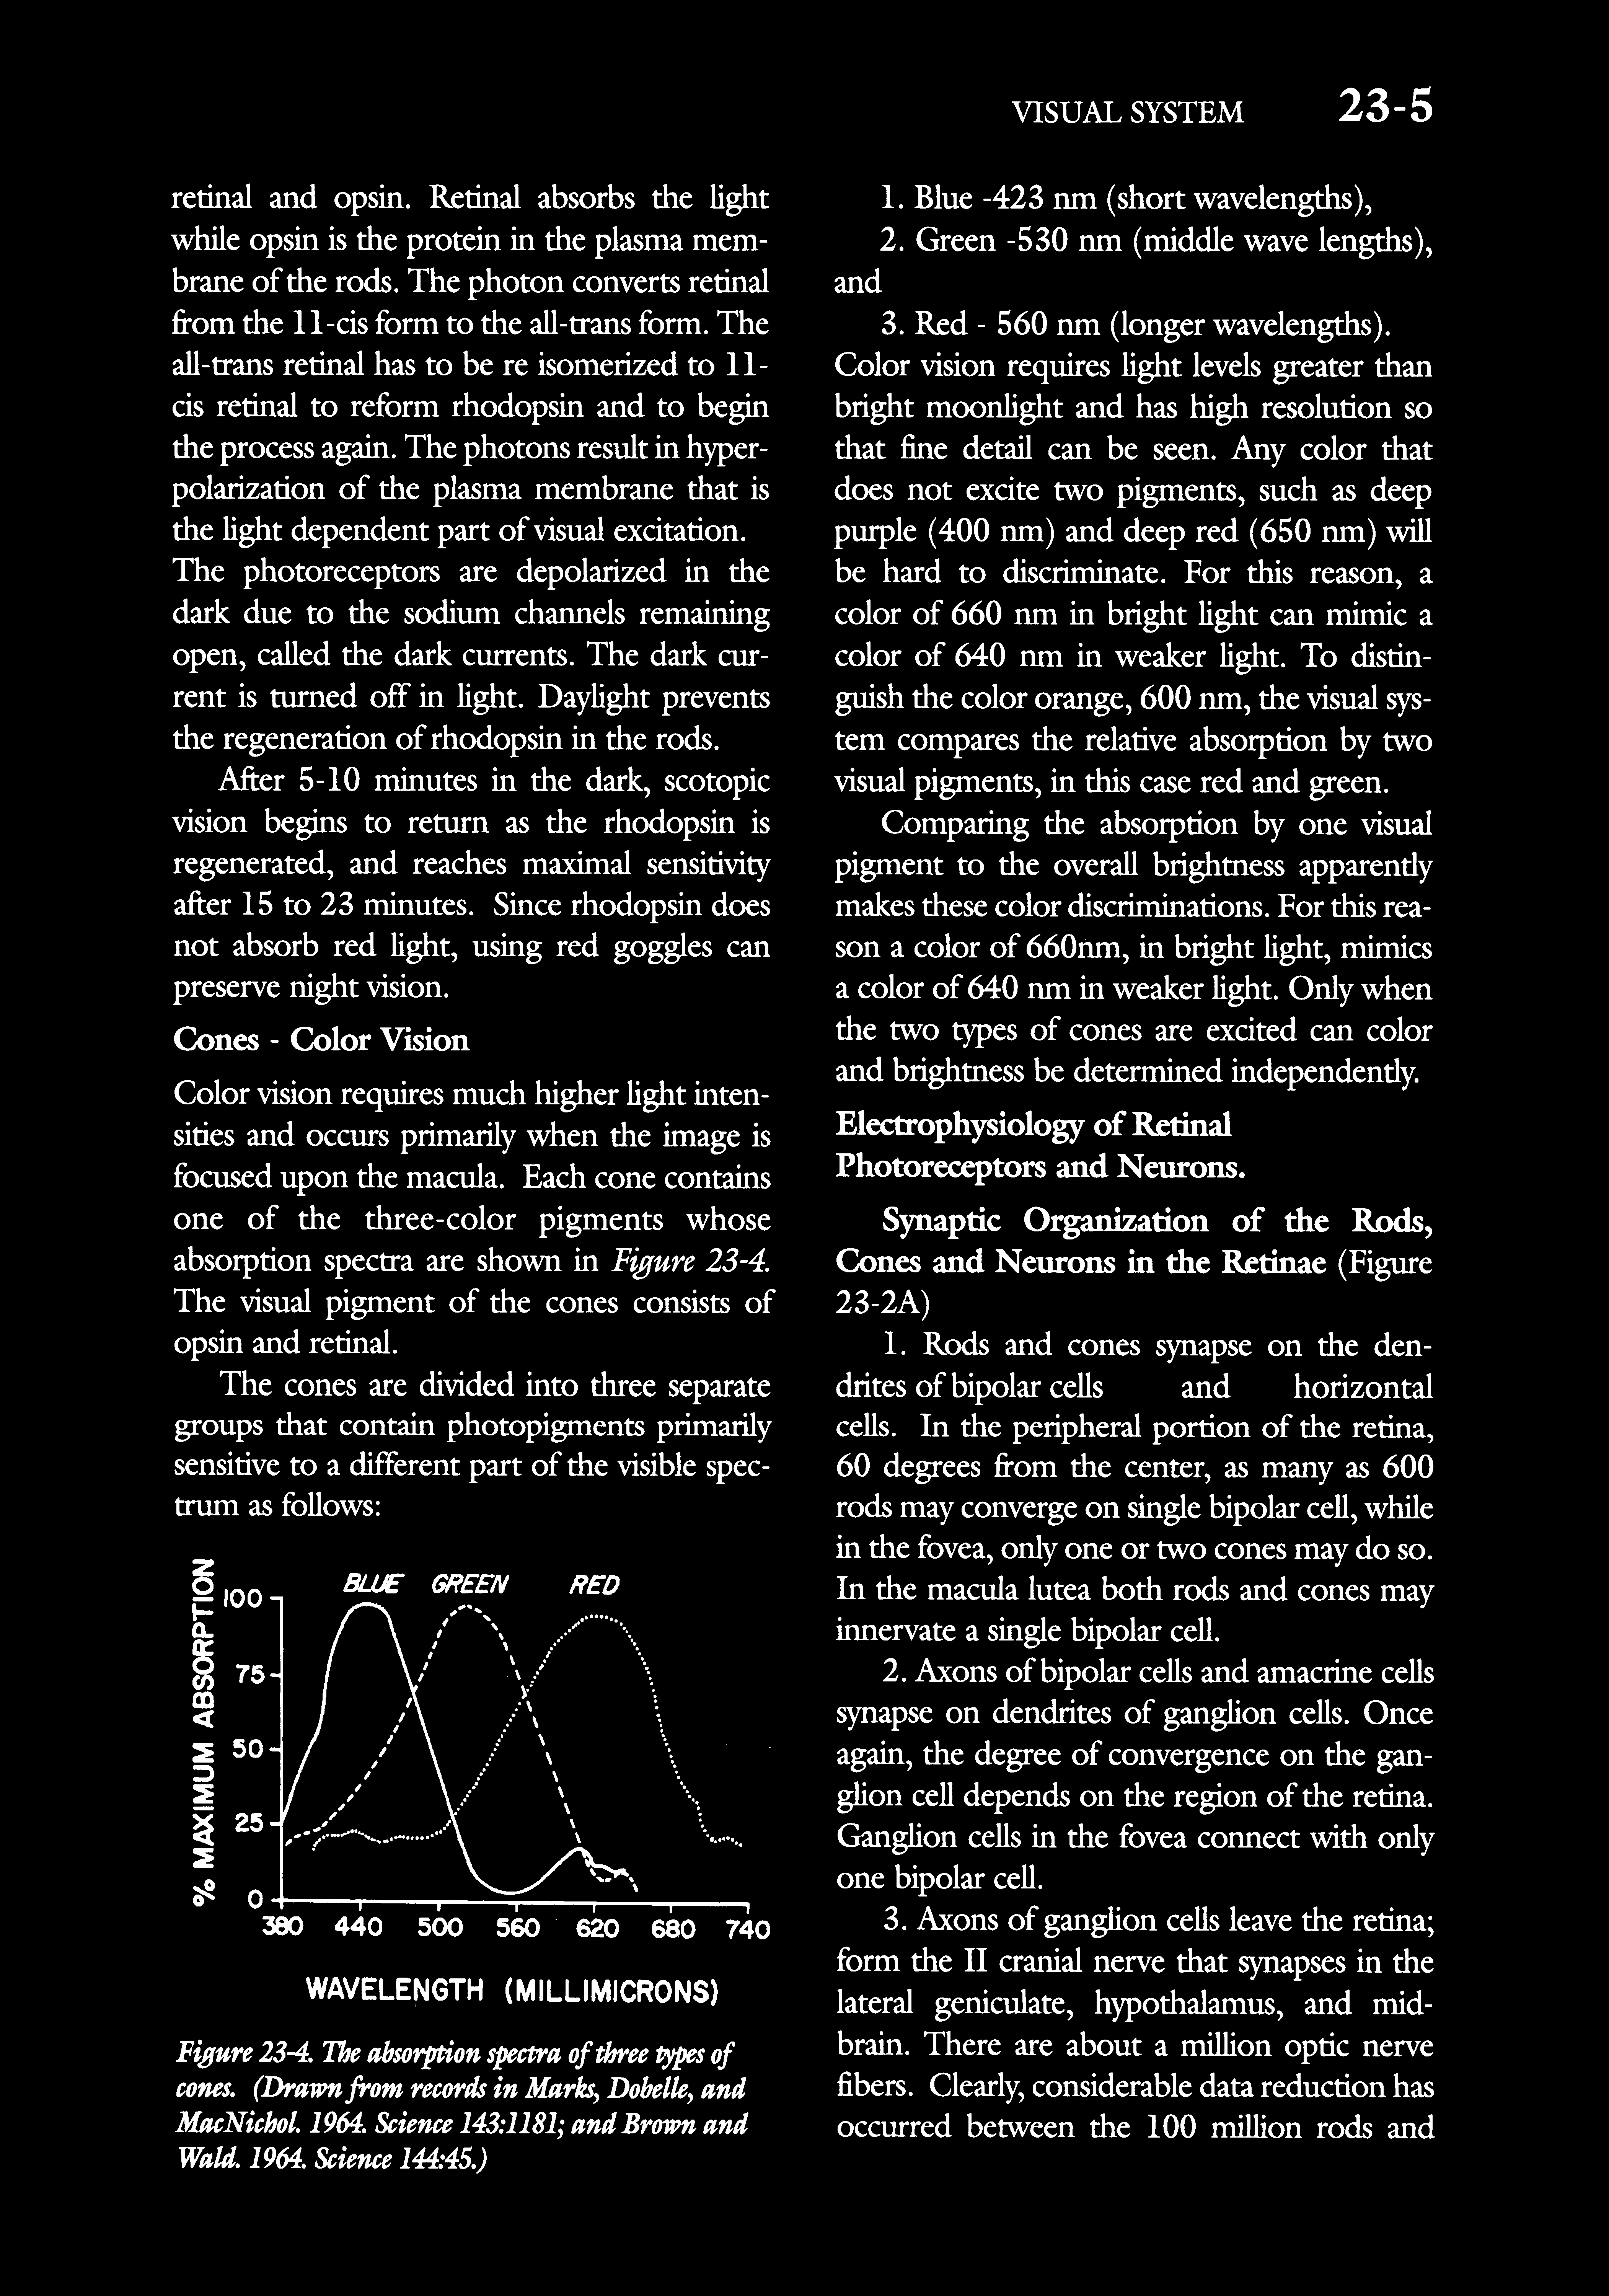 VISUAL SYSTEM 23-5
retinal and opsin. Retinal absorbs the light
while opsin is the protein in the plasma mem-
brane of the rods. The photon converts retinal
from the 11-cis form to the all-trans form. The
all-trans retinal has to be re isomerized to 11-
cis retinal to reform rhodopsin and to begin
the process again. The photons result in hyper-
polarization of the plasma membrane that is
the light dependent part of visual excitation.
The photoreceptors are depolarized in the
dark due to the sodium channels remaining
open, called the dark currents. The dark cur-
rent is turned off in light. Daylight prevents
the regeneration of rhodopsin in the rods.
After 5-10 minutes in the dark, scotopic
vision begins to return as the rhodopsin is
regenerated, and reaches maximal sensitivity
after 15 to 23 minutes. Since rhodopsin does
not absorb red light, using red goggles can
preserve night vision.
Cones - Color Vision
Color vision requires much higher light inten-
sities and occurs primarily when the image is
focused upon the macula. Each cone contains
one of the three-color pigments whose
absorption spectra are shown in Figure 23-4.
The visual pigment of the cones consists of
opsin and retinal.
The cones are divided into three separate
groups that contain photopigments primarily
sensitive to a different part of the visible spec-
trum as follows:
% MAXIMUM ABSORPTION
BLUE GREEN RED
100
75
50
25
0
380 440 500 560 620 680 740
WAVELENGTH (MILLIMICRONS)
Figure 23-4. The absorption spectra of three types of
cones. (Drawn from records in Marks, Dobelle, and
MacNichol. 1964. Science 143:1181; and Brown and
Wald. 1964. Science 144:45.)
1. Blue -423 nm (short wavelengths),
2. Green -530 nm (middle wave lengths),
and
3. Red - 560 nm (longer wavelengths).
Color vision requires light levels greater than
bright moonlight and has high resolution so
that fine detail can be seen. Any color that
does not excite two pigments, such as deep
purple (400 nm) and deep red (650 nm) will
be hard to discriminate. For this reason, a
color of 660 nm in bright light can mimic a
color of 640 nm in weaker light. To distin-
guish the color orange, 600 nm, the visual sys-
tem compares the relative absorption by two
visual pigments, in this case red and green.
Comparing the absorption by one visual
pigment to the overall brightness apparently
makes these color discriminations. For this rea-
son a color of 660nm, in bright light, mimics
a color of 640 nm in weaker light. Only when
the two types of cones are excited can color
and brightness be determined independently.
Electrophysiology of Retinal
Photoreceptors and Neurons.
Synaptic Organization of the Rods,
Cones and Neurons in the Retinae (Figure
23-2A)
1. Rods and cones synapse on the den-
drites of bipolar cells and horizontal
cells. In the peripheral portion of the retina,
60 degrees from the center, as many as 600
rods may converge on single bipolar cell, while
in the fovea, only one or two cones may do so.
In the macula lutea both rods and cones may
innervate a single bipolar cell.
2. Axons of bipolar cells and amacrine cells
synapse on dendrites of ganglion cells. Once
again, the degree of convergence on the gan-
glion cell depends on the region of the retina.
Ganglion cells in the fovea connect with only
one bipolar cell.
3. Axons of ganglion cells leave the retina;
form the II cranial nerve that synapses in the
lateral geniculate, hypothalamus, and mid-
brain. There are about a million optic nerve
fibers. Clearly, considerable data reduction has
occurred between the 100 million rods and